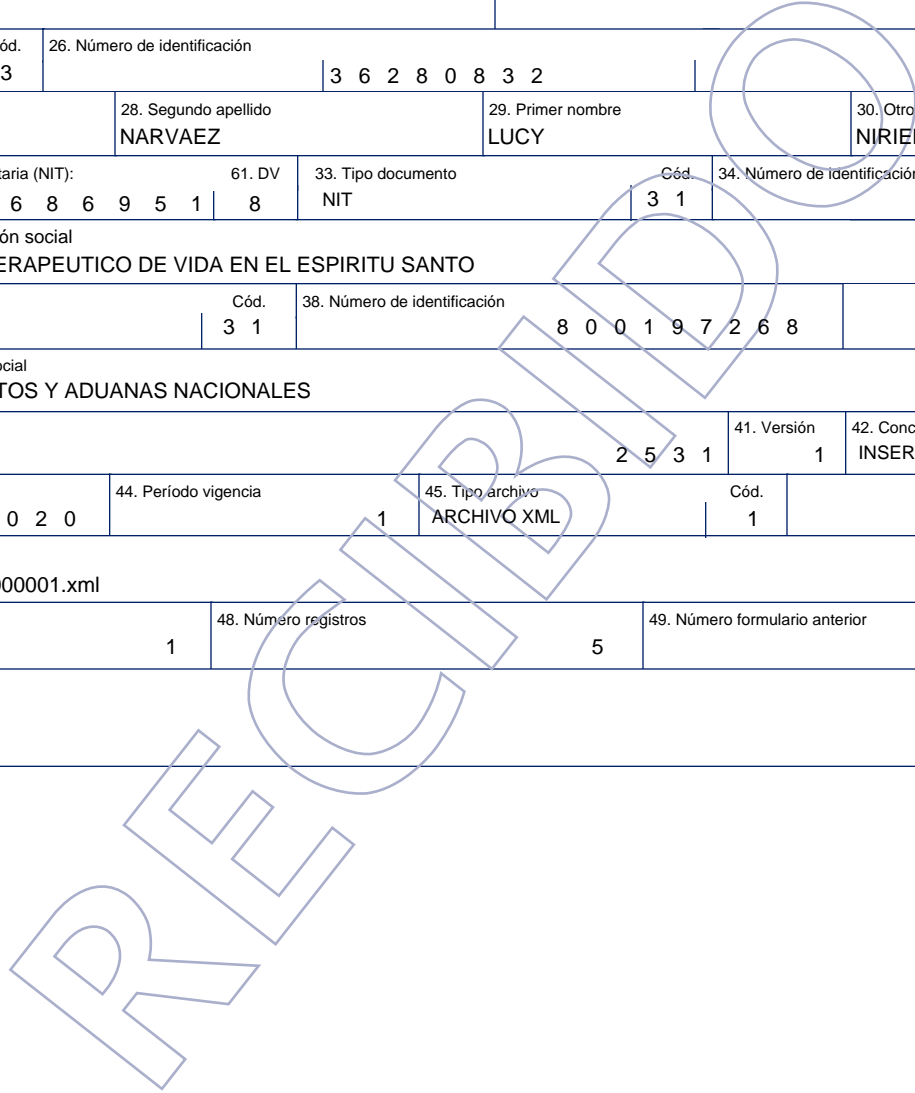 ód. 26. Número de identificación
3 3 6 2 8 0 8 3 2
28. Segundo apellido 29. Primer nombre 30. Otro
NARVAEZ LUCY NIRIE
taria (NIT): 61. DV 33. Tipo documento Cód. 34. Número de identificación
6 8 6 9 5 1 8 NIT 3 1
ón social
ERAPEUTICO DE VIDA EN EL ESPIRITU SANTO
Cód. 38. Número de identificación
3 1 8 0 0 1 9 7 2 6 8
ocial
TOS Y ADUANAS NACIONALES
41. Versión 42. Conc
2 5 3 1 1 INSER
44. Período vigencia 45. Tipo archivo Cód.
0 2 0 1 ARCHIVO XML 1
000001.xml
48. Número registros 49. Número formulario anterior
1 5
RECIBIDO